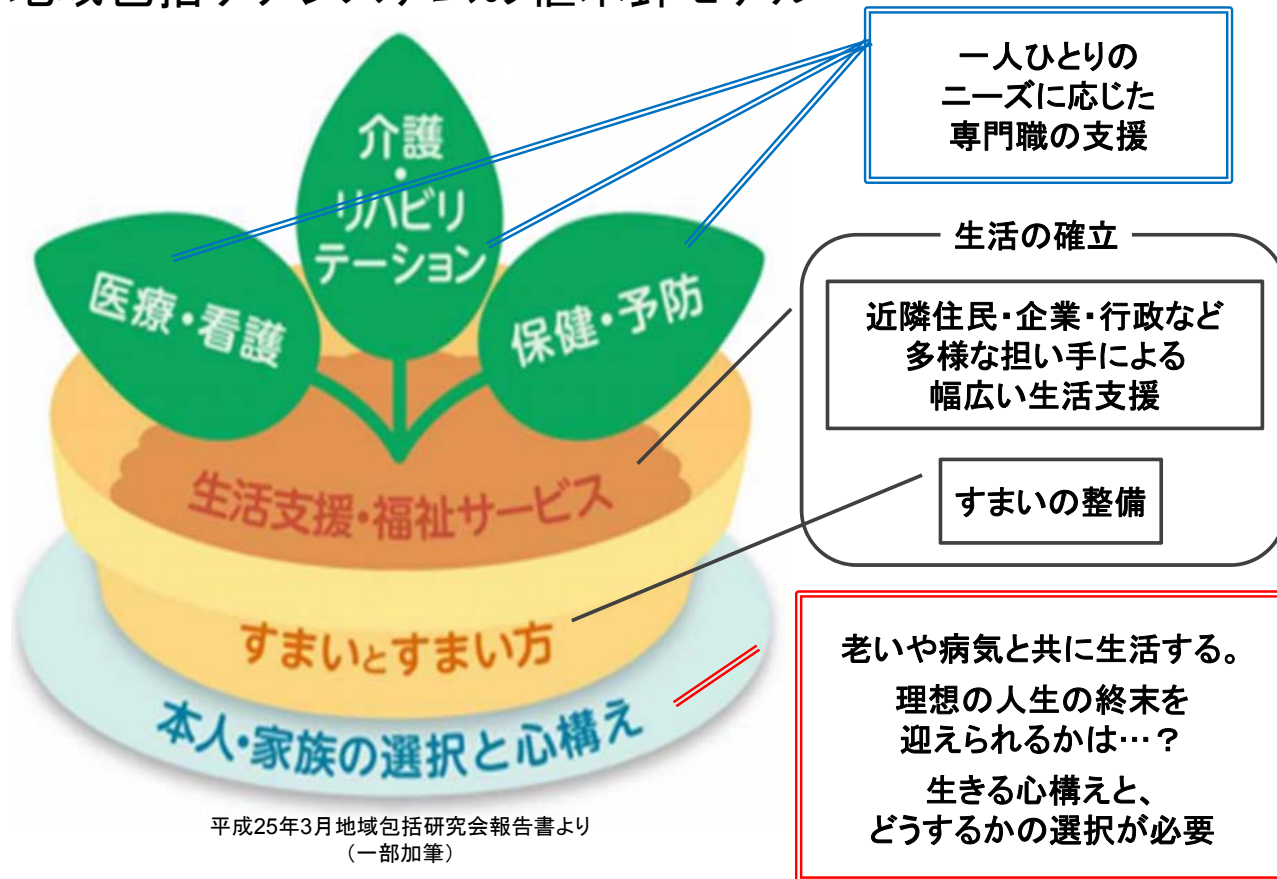 一人ひとりの
ニーズに応じた
専門職の支援
介護
・
リハビリ
テーション
医療・看護
保健・予防
生活の確立
近隣住民・企業・行政など
多様な担い手による
幅広い生活支援
すまいの整備
生活支援・福祉サービス
すまいとすまい方
本人・家族の選択と心構え
老いや病気と共に生活する。
理想の人生の終末を
迎えられるかは…？
生きる心構えと、
どうするかの選択が必要
平成25年3月地域包括研究会報告書より
（一部加筆）